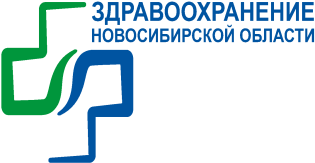 ЗДРАВООХРАНЕНИЕ
НОВОСИБИРСКОЙ ОБЛАСТИ